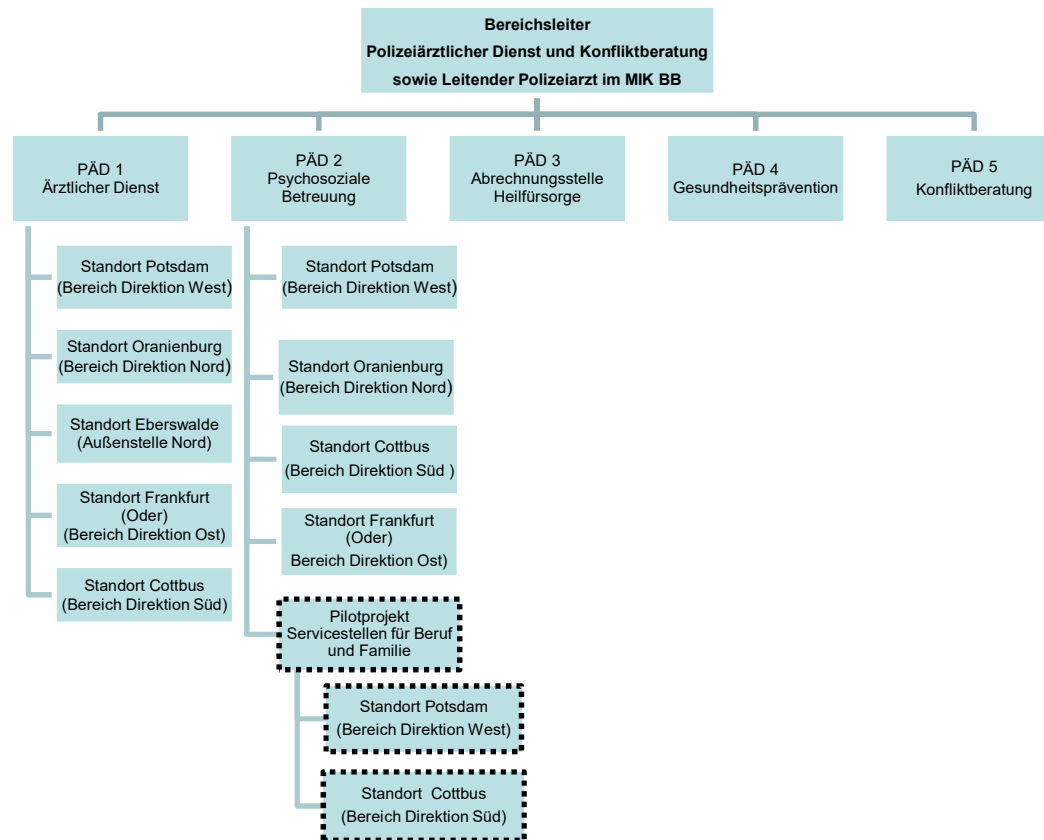 Bereichsleiter
Polizeiärztlicher Dienst und Konfliktberatung
sowie Leitender Polizeiarzt im MIK BB
PÄD 1
Ärztlicher Dienst
PÄD 2
Psychosoziale
Betreuung
PÄD 3
Abrechnungsstelle
Heilfürsorge
PÄD 4
Gesundheitsprävention
PÄD 5
Konfliktberatung
Standort Potsdam
(Bereich Direktion West)
Standort Oranienburg
(Bereich Direktion Nord)
Standort Eberswalde
(Außenstelle Nord)
Standort Frankfurt
(Oder)
(Bereich Direktion Ost)
Standort Cottbus
(Bereich Direktion Süd)
Standort Potsdam
(Bereich Direktion West)
Standort Oranienburg
(Bereich Direktion Nord)
Standort Cottbus
(Bereich Direktion Süd )
Standort Frankfurt
(Oder)
Bereich Direktion Ost)
Pilotprojekt
Servicestellen für Beruf
und Familie
Standort Potsdam
(Bereich Direktion West)
Standort Cottbus
(Bereich Direktion Süd)